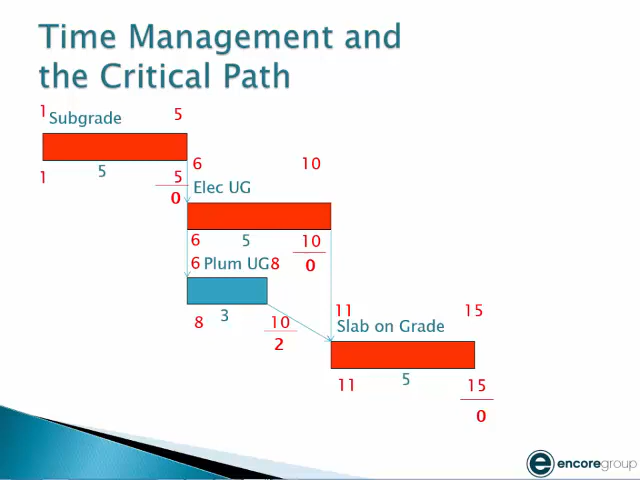 Time Management and
the Critical Path
1 Subgrade 5
1 5 5
0
6 10
Elec UG
6 5 10
0
6 Plum UG 8
8 3 10
2
11 15
Slab on Grade
11 5 15
0
encoregroup